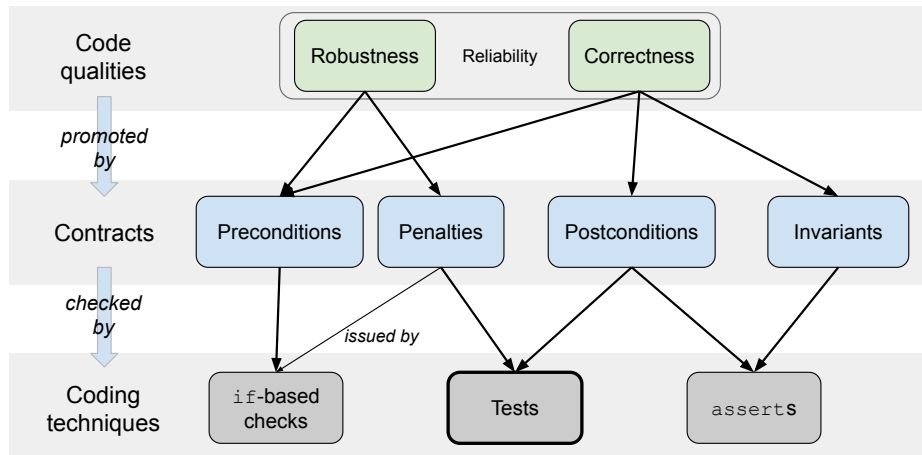 Code
qualities
Robustness
Reliability
Correctness
promoted
by
Contracts
Preconditions
Penalties
Postconditions
Invariants
checked
by
issued by
Coding
techniques
if-based
checks
Tests
asserts